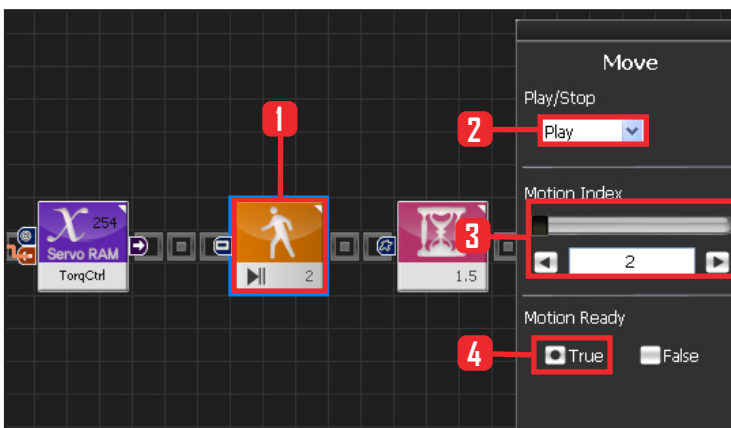 Move
Play/Stop
1
2
Play
254
Servo RAM
TorqCtrl
2
1.5
Motion Index
3
2
Motion Ready
4
True
False